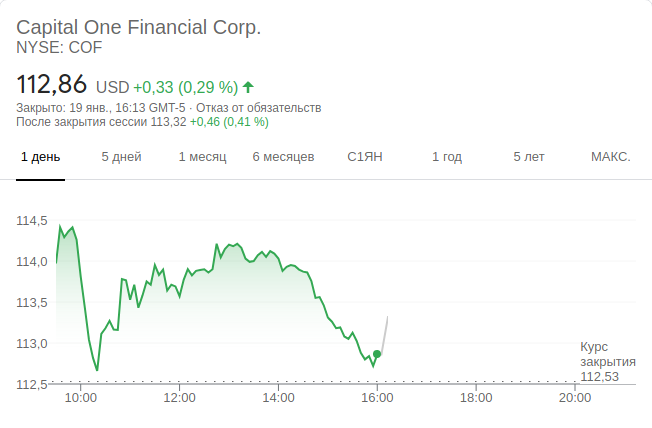 Capital One Financial Corp.
NYSE: COF
112,86 USD +0,33 (0,29 %)
Закрыто: 19 янв., 16:13 GMT-5 · Отказ от обязательств
После закрытия сессии 113,32 +0,46 (0,41 %)
1 день 5 дней 1 месяц 6 месяцев С1ЯН 1 год 5 лет МАКС.
114,5
114,0
113,5
113,0
Курс
закрытия
112,53
112,5
10:00 12:00 14:00 16:00 18:00 20:00